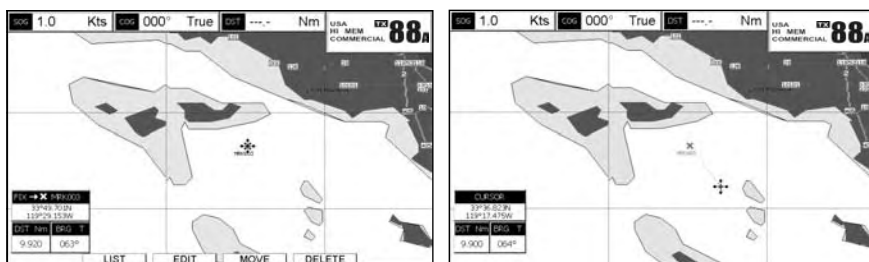 SOG 1.0 Kts COG 000° True DST ---.- Nm USA HI MEM COMMERCIAL TX 88A
FIX → X MRK003
33°49.701N
119°29.153W
DST Nm BRG T
9.920 063°
LIST EDIT MOVE DELETE
SOG 1.0 Kts COG 000° True DST ---.- Nm USA HI MEM COMMERCIAL TX 88A
MRK003
CURSOR
33°36.823N
119°17.475W
DST Nm BRG T
9.900 064°